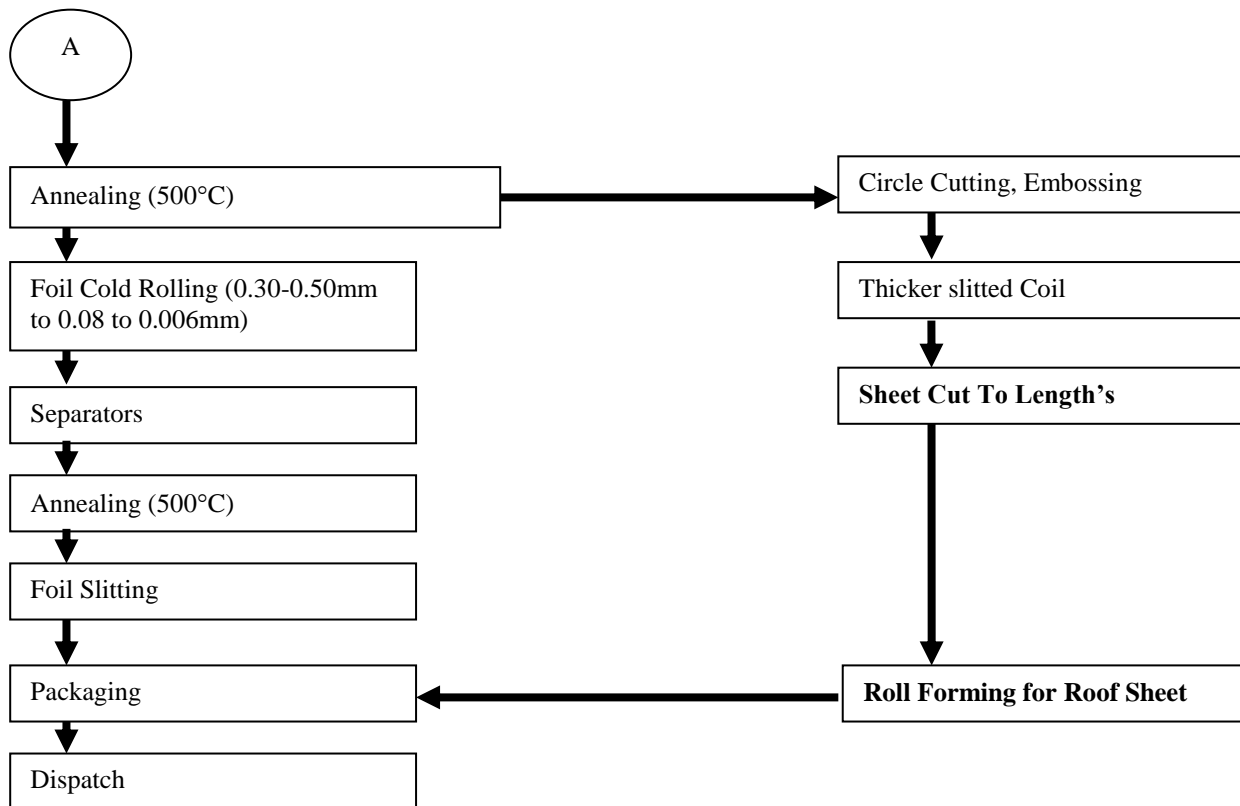 A
Annealing (500°C)
Foil Cold Rolling (0.30-0.50mm
to 0.08 to 0.006mm)
Separators
Annealing (500°C)
Foil Slitting
Packaging
Dispatch
Circle Cutting, Embossing
Thicker slitted Coil
Sheet Cut To Length's
Roll Forming for Roof Sheet